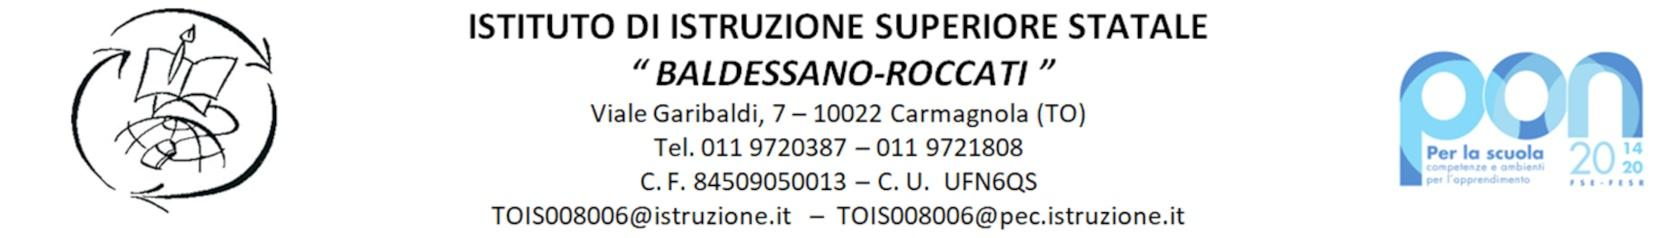 ISTITUTO DI ISTRUZIONE SUPERIORE STATALE
“ BALDESSANO-ROCCATI ”
Viale Garibaldi, 7 – 10022 Carmagnola (TO)
Tel. 011 9720387 – 011 9721808
C. F. 84509050013 – C. U.  UFN6QS
TOIS008006@istruzione.it  –  TOIS008006@pec.istruzione.it
pon
Per la scuola
competenze e ambienti
per l'apprendimento
20 14
20
FSE-FESR